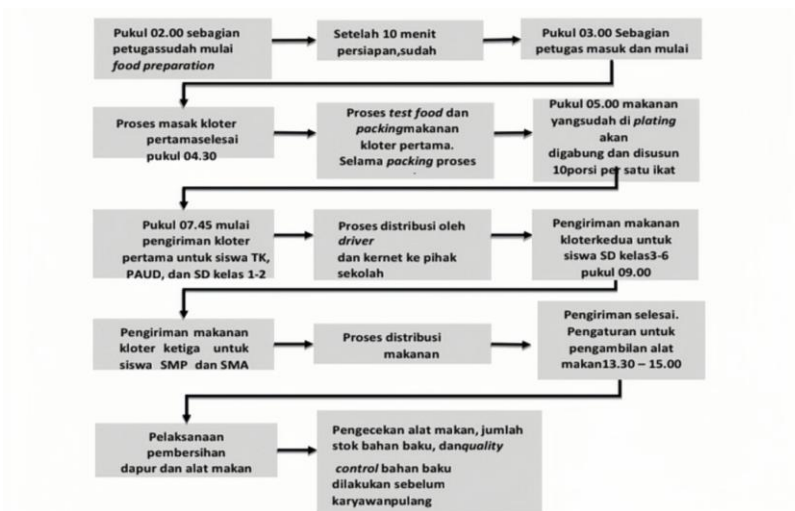 Pukul 02.00 sebagian
petugassudah mulai
food preparation
Setelah 10 menit
persiapan,sudah
Pukul 03.00 Sebagian
petugas masuk dan mulai
Proses masak kloter
pertamaselesai
pukul 04.30
Proses test food dan
packingmakanan
kloter pertama.
Selama packing proses
Pukul 05.00 makanan
yangsudah di plating
akan
digabung dan disusun
10porsi per satu ikat
Pukul 07.45 mulai
pengiriman kloter
pertama untuk siswa TK,
PAUD, dan SD kelas 1-2
Proses distribusi oleh
driver
dan kernet ke pihak
sekolah
Pengiriman makanan
kloterkedua untuk
siswa SD kelas3-6
pukul 09.00
Pengiriman makanan
kloter ketiga untuk
siswa SMP dan SMA
Proses distribusi
makanan
Pengiriman selesai.
Pengaturan untuk
pengambilan alat
makan13.30 – 15.00
Pelaksanaan
pembersihan
dapur dan alat makan
Pengecekan alat makan, jumlah
stok bahan baku, danquality
control bahan baku
dilakukan sebelum
karyawanpulang